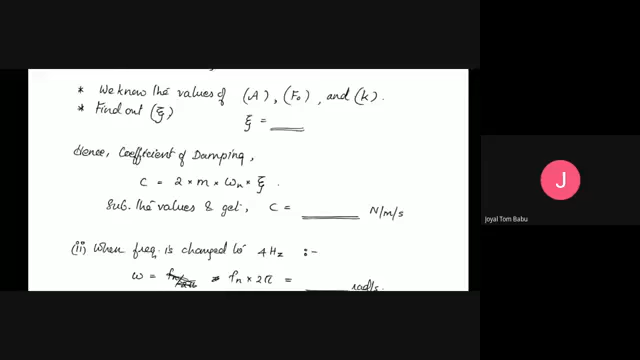 * We know the values of (A), (F₀), and (k).
* Find out (ξ)
ξ = ____
Hence, Coefficient of Damping,
C = 2 * m * ωn * ξ
Sub. the values & get, C = ____ N/m/s
(ii) When freq. is changed to 4 Hz :-
ω = fn × 2π = ____ rad/s.
J
Joyal Tom Babu